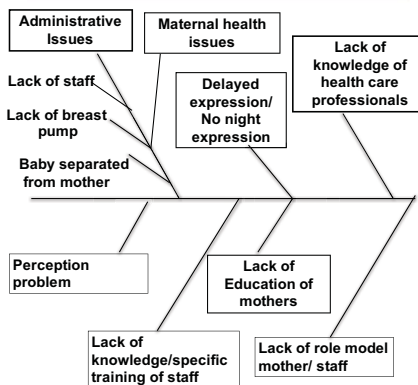 Administrative
Issues
Maternal health
issues
Lack of
knowledge of
health care
professionals
Lack of staff
Delayed
expression/
No night
expression
Lack of breast
pump
Baby separated
from mother
Perception
problem
Lack of
Education of
mothers
Lack of
knowledge/specific
training of staff
Lack of role model
mother/ staff